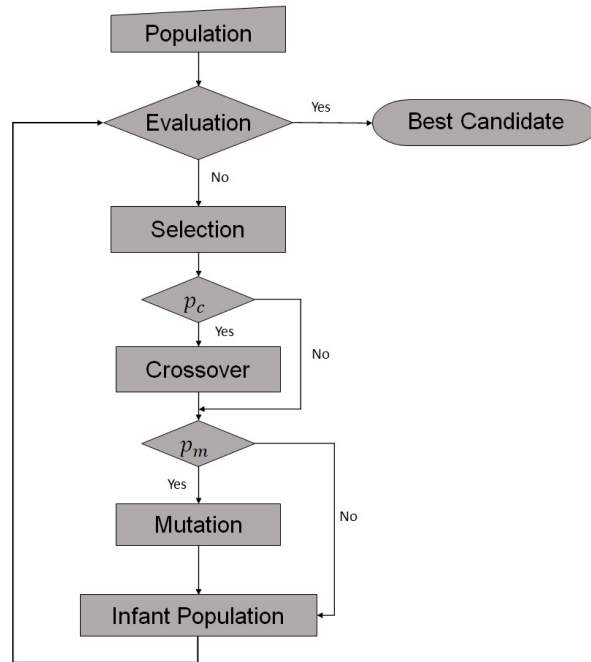 Population
Evaluation
Yes
Best Candidate
No
Selection
p_c
Yes
No
Crossover
p_m
Yes
No
Mutation
Infant Population